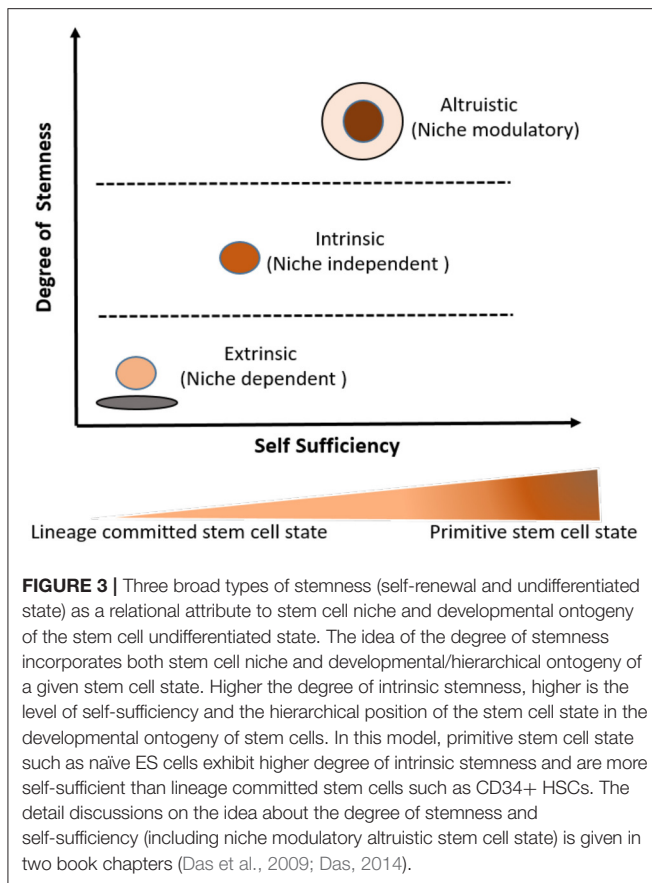 Degree of Stemness
Altruistic
(Niche modulatory)
Intrinsic
(Niche independent )
Extrinsic
(Niche dependent )
Self Sufficiency
Lineage committed stem cell state
Primitive stem cell state
FIGURE 3 | Three broad types of stemness (self-renewal and undifferentiated
state) as a relational attribute to stem cell niche and developmental ontogeny
of the stem cell undifferentiated state. The idea of the degree of stemness
incorporates both stem cell niche and developmental/hierarchical ontogeny of
a given stem cell state. Higher the degree of intrinsic stemness, higher is the
level of self-sufficiency and the hierarchical position of the stem cell state in the
developmental ontogeny of stem cells. In this model, primitive stem cell state
such as naïve ES cells exhibit higher degree of intrinsic stemness and are more
self-sufficient than lineage committed stem cells such as CD34+ HSCs. The
detail discussions on the idea about the degree of stemness and
self-sufficiency (including niche modulatory altruistic stem cell state) is given in
two book chapters (Das et al., 2009; Das, 2014).